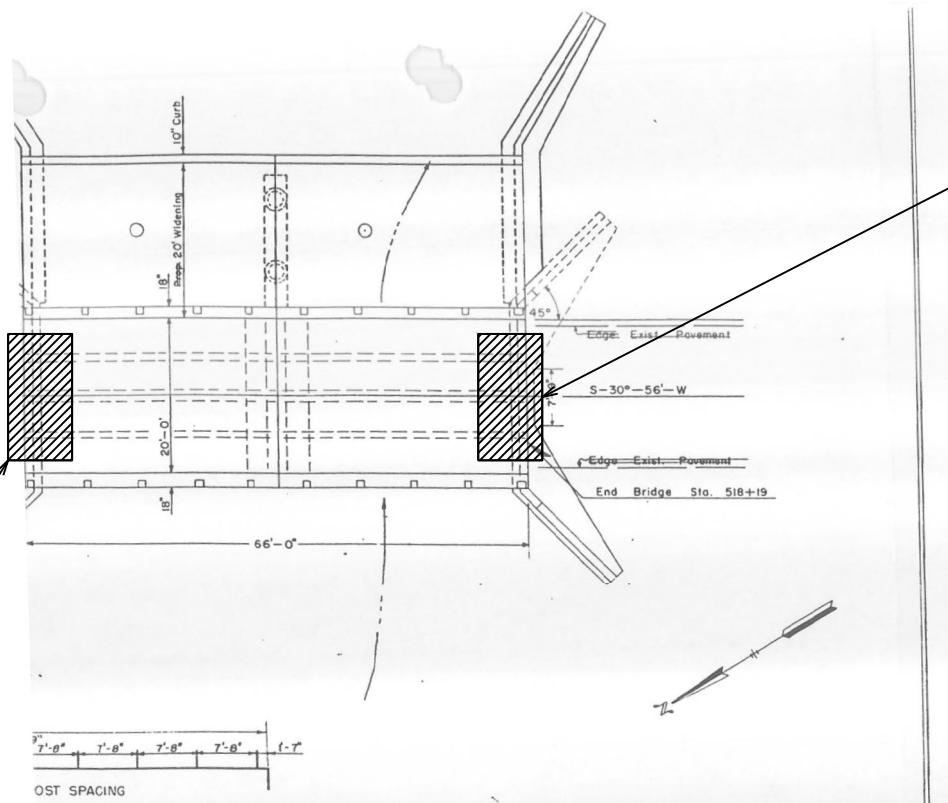 10" Curb
Prop. 20' Widening
18"
45°
Edge Exist. Pavement
S-30°-56'-W
20'-0"
Edge Exist. Pavement
End Bridge Sta. 518+19
18"
66'-0"
N
9"
7'-8" 7'-8" 7'-8" 7'-8" 1'-7"
OST SPACING